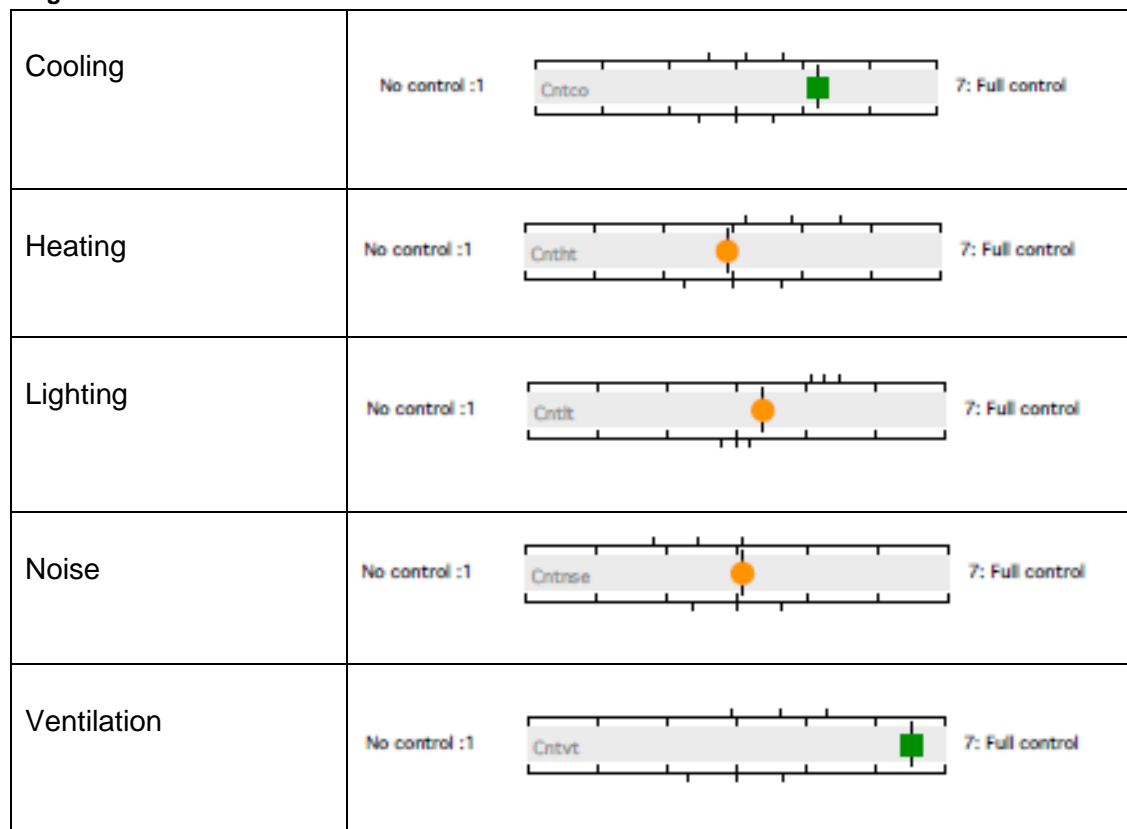 Cooling
No control :1 Cntco 7: Full control
Heating
No control :1 Cntht 7: Full control
Lighting
No control :1 Cntlt 7: Full control
Noise
No control :1 Cntnse 7: Full control
Ventilation
No control :1 Cntvt 7: Full control